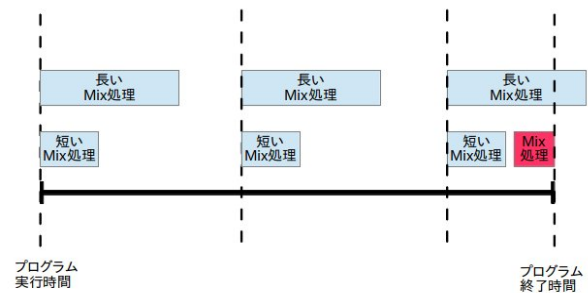 長い
Mix処理
長い
Mix処理
長い
Mix処理
短い
Mix処理
短い
Mix処理
短い
Mix処理
Mix
処理
プログラム
実行時間
プログラム
終了時間